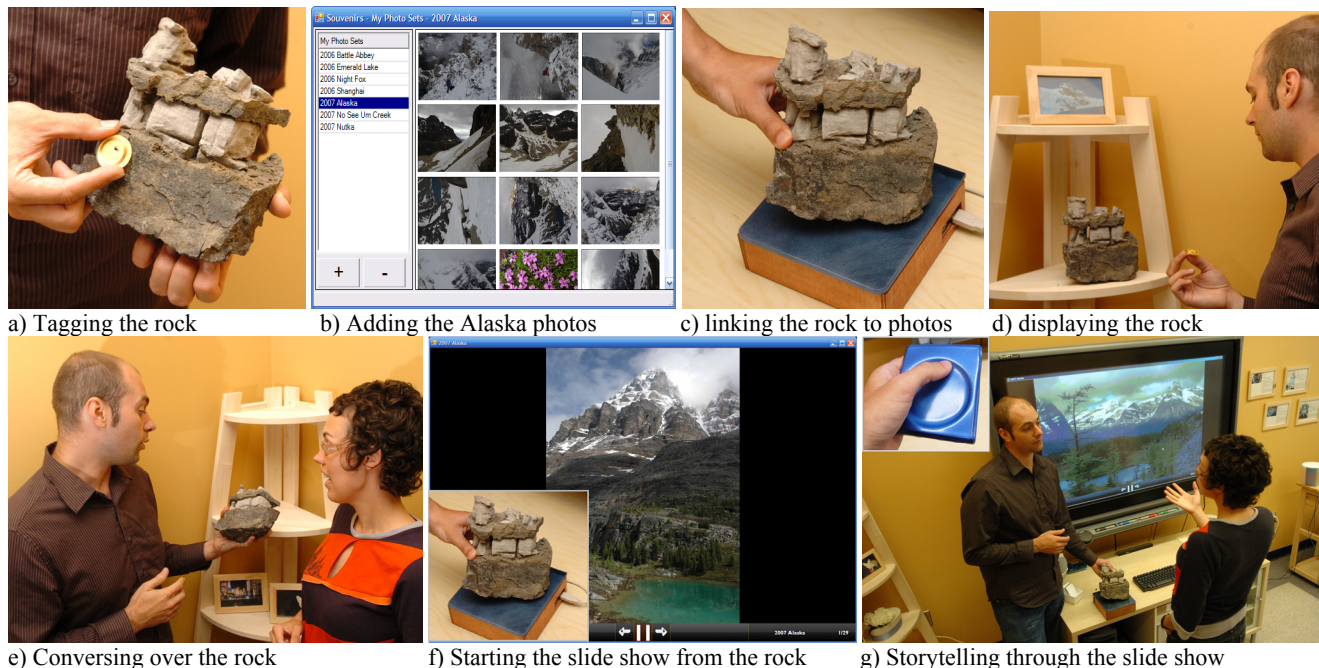 Souvenirs - My Photo Sets - 2007 Alaska
My Photo Sets
2006 Battle Abbey
2006 Emerald Lake
2006 Night Fox
2006 Shanghai
2007 Alaska
2007 No See Um Creek
2007 Nutka
+ -
a) Tagging the rock
b) Adding the Alaska photos
c) linking the rock to photos
d) displaying the rock
2007 Alaska
2007 Alaska 1/29
e) Conversing over the rock
f) Starting the slide show from the rock
g) Storytelling through the slide show